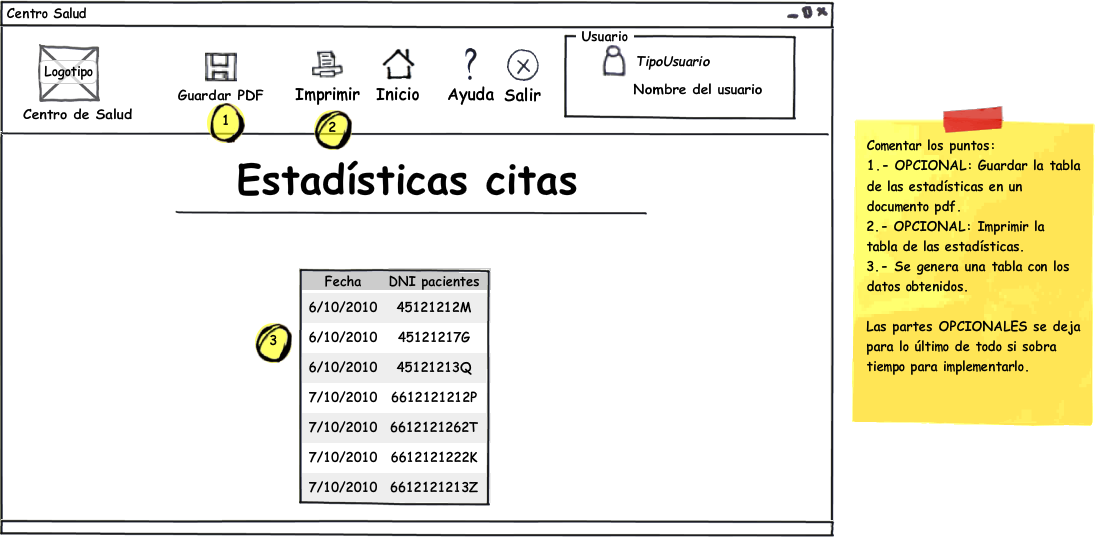 Centro Salud
Logotipo
Centro de Salud
Guardar PDF
Imprimir
Inicio
?
Ayuda
Salir
Usuario
TipoUsuario
Nombre del usuario
1
2
Estadísticas citas
Fecha DNI pacientes
6/10/2010 45121212M
6/10/2010 45121217G
3
6/10/2010 45121213Q
7/10/2010 6612121212P
7/10/2010 6612121262T
7/10/2010 6612121222K
7/10/2010 6612121213Z
Comentar los puntos:
1.- OPCIONAL: Guardar la tabla
de las estadísticas en un
documento pdf.
2.- OPCIONAL: Imprimir la
tabla de las estadísticas.
3.- Se genera una tabla con los
datos obtenidos.
Las partes OPCIONALES se deja
para lo último de todo si sobra
tiempo para implementarlo.